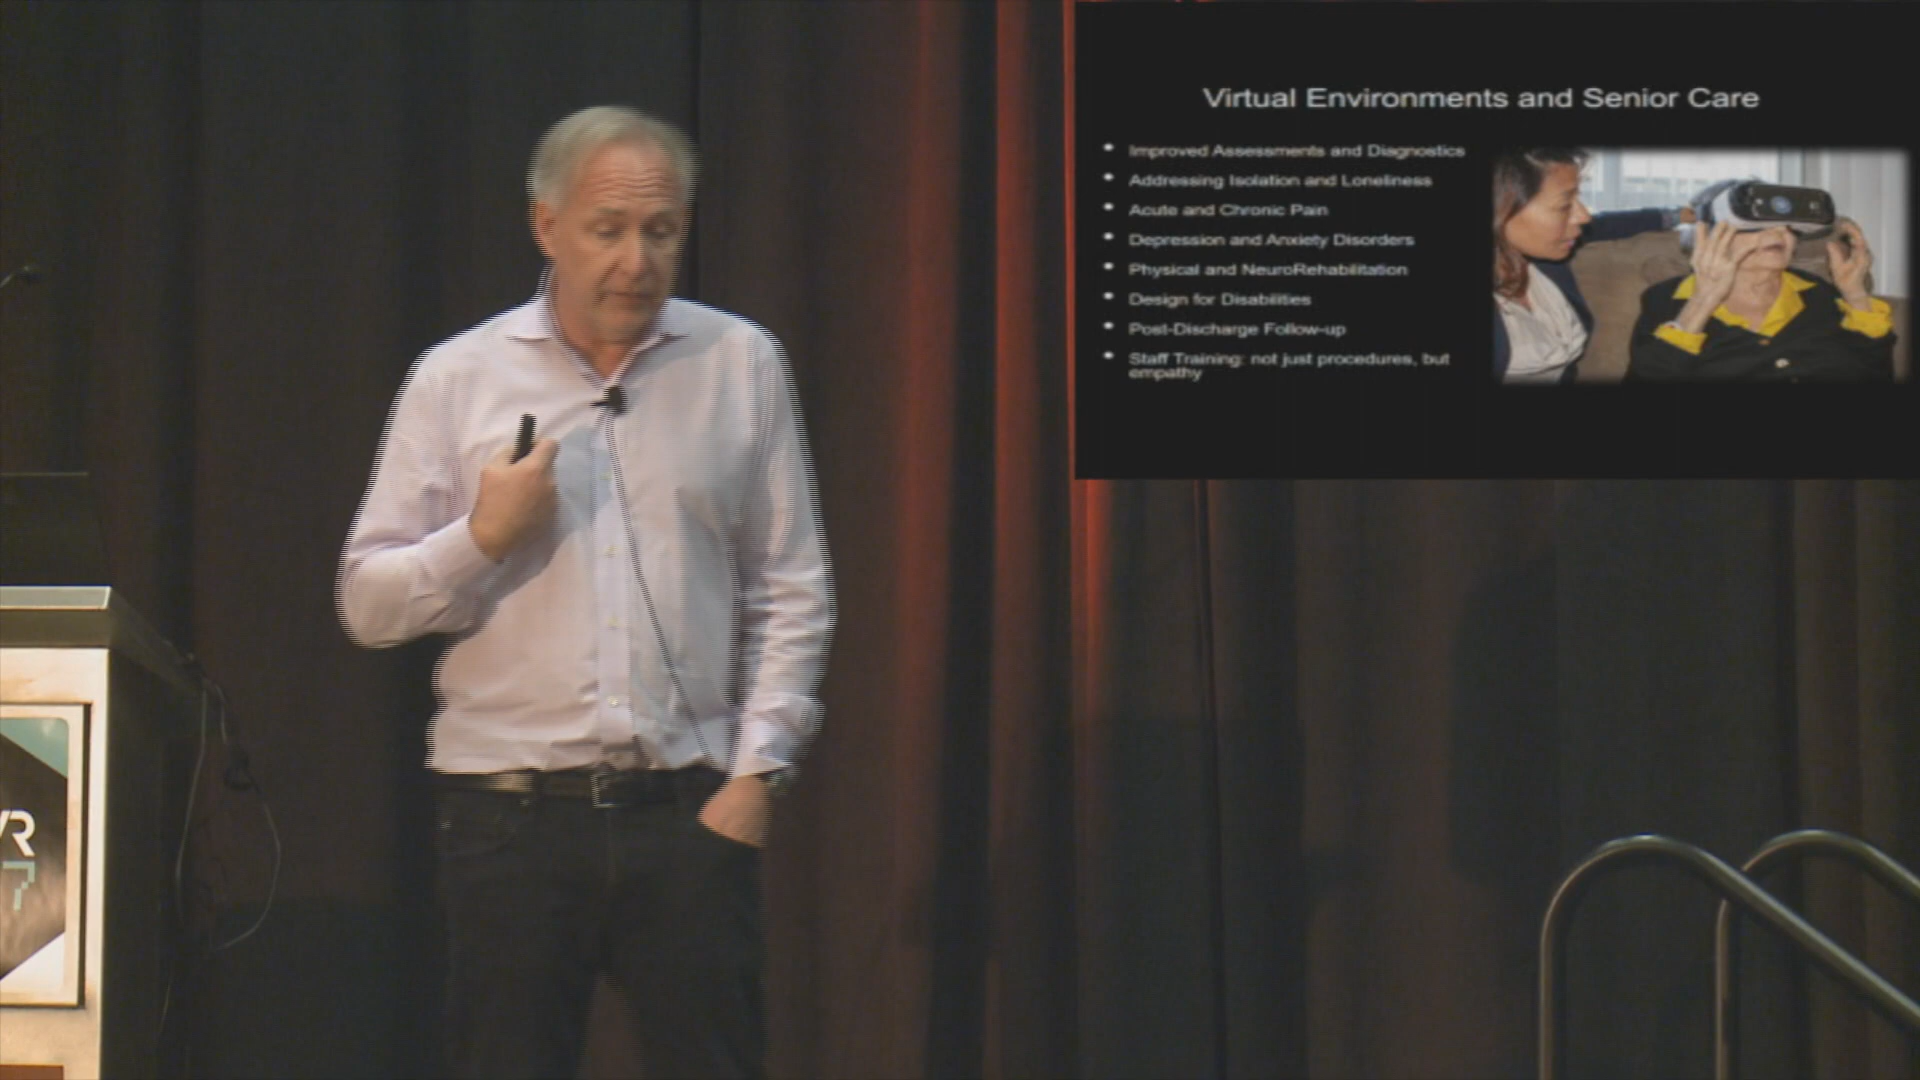 Virtual Environments and Senior Care
• Improved Assessments and Diagnostics
• Addressing Isolation and Loneliness
• Acute and Chronic Pain
• Depression and Anxiety Disorders
• Physical and NeuroRehabilitation
• Design for Disabilities
• Post-Discharge Follow-up
• Staff Training: not just procedures, but
empathy
VR
7